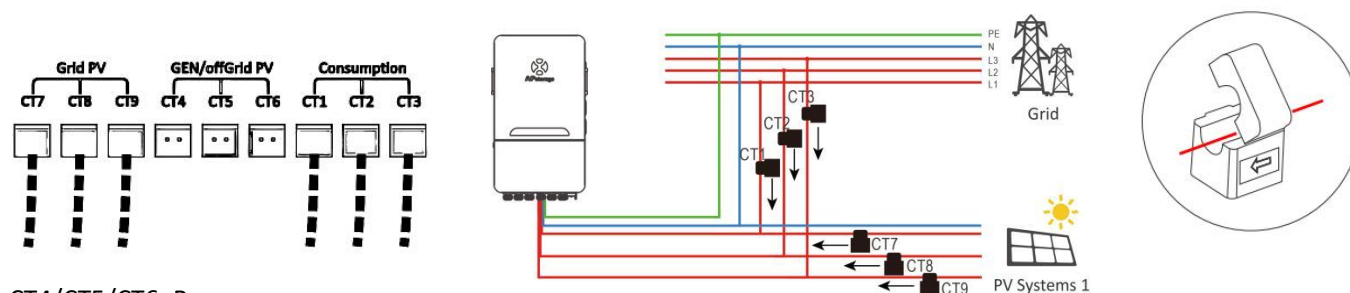 Grid PV GEN/offGrid PV Consumption
CT7 CT8 CT9 CT4 CT5 CT6 CT1 CT2 CT3
APstorage
PE
N
L3
L2
L1
Grid
CT3
CT2
CT1
CT7
CT8
CT9
PV Systems 1